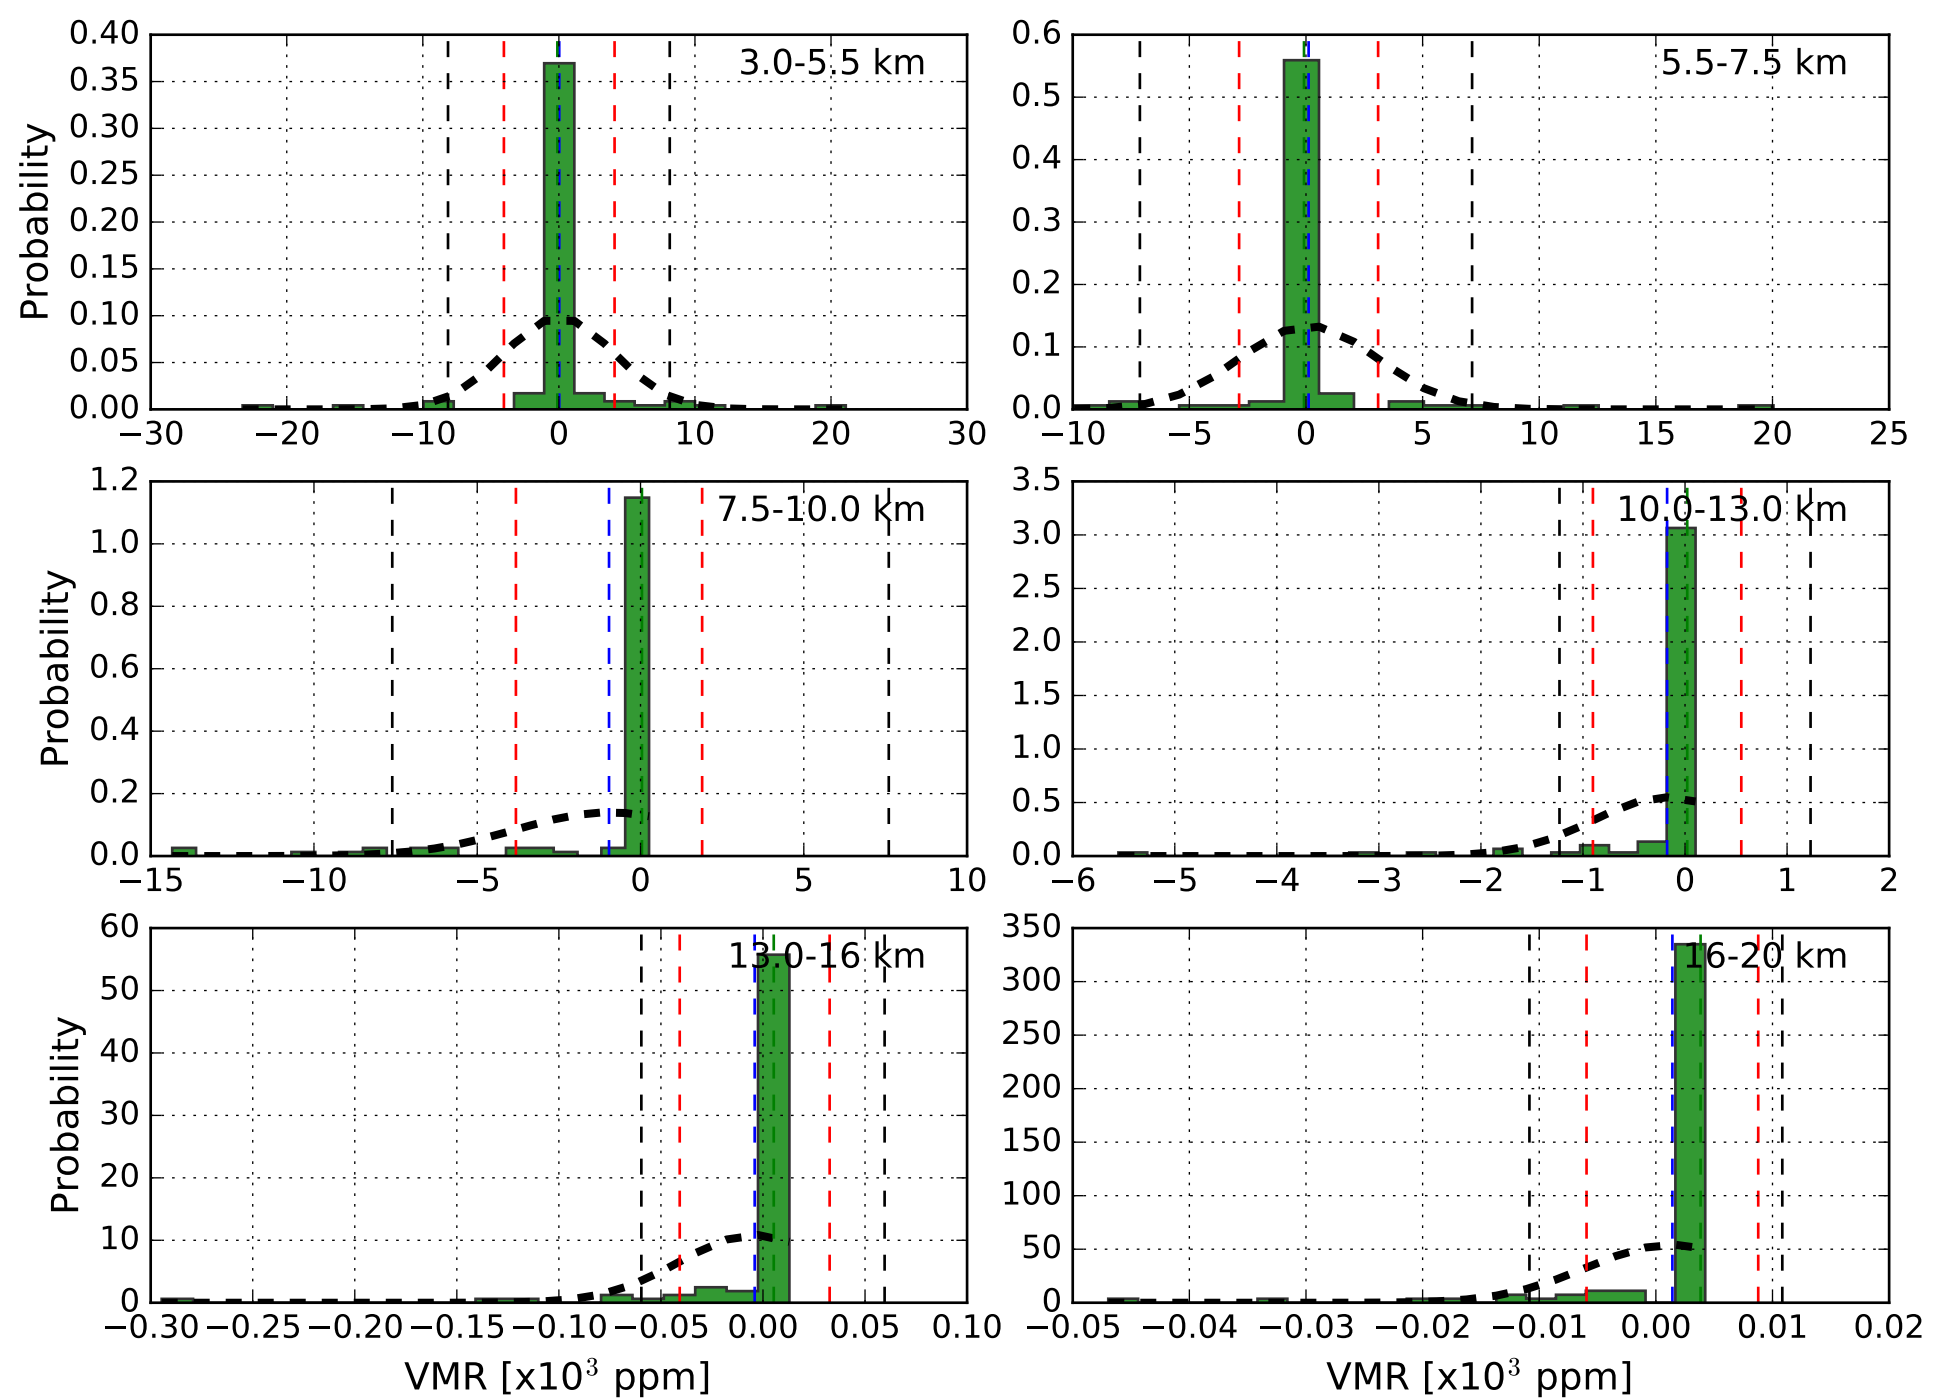 0.40
0.35
0.30
0.25
0.20
0.15
0.10
0.05
0.00
Probability
3.0-5.5 km
−30 −20 −10 0 10 20 30
0.6
0.5
0.4
0.3
0.2
0.1
0.0
5.5-7.5 km
−10 −5 0 5 10 15 20 25
1.2
1.0
0.8
0.6
0.4
0.2
0.0
Probability
7.5-10.0 km
−15 −10 −5 0 5 10
3.5
3.0
2.5
2.0
1.5
1.0
0.5
0.0
10.0-13.0 km
−6 −5 −4 −3 −2 −1 0 1 2
60
50
40
30
20
10
0
Probability
13.0-16 km
−0.30 −0.25 −0.20 −0.15 −0.10 −0.05 0.00 0.05 0.10
VMR [x10³ ppm]
350
300
250
200
150
100
50
0
16-20 km
−0.05 −0.04 −0.03 −0.02 −0.01 0.00 0.01 0.02
VMR [x10³ ppm]